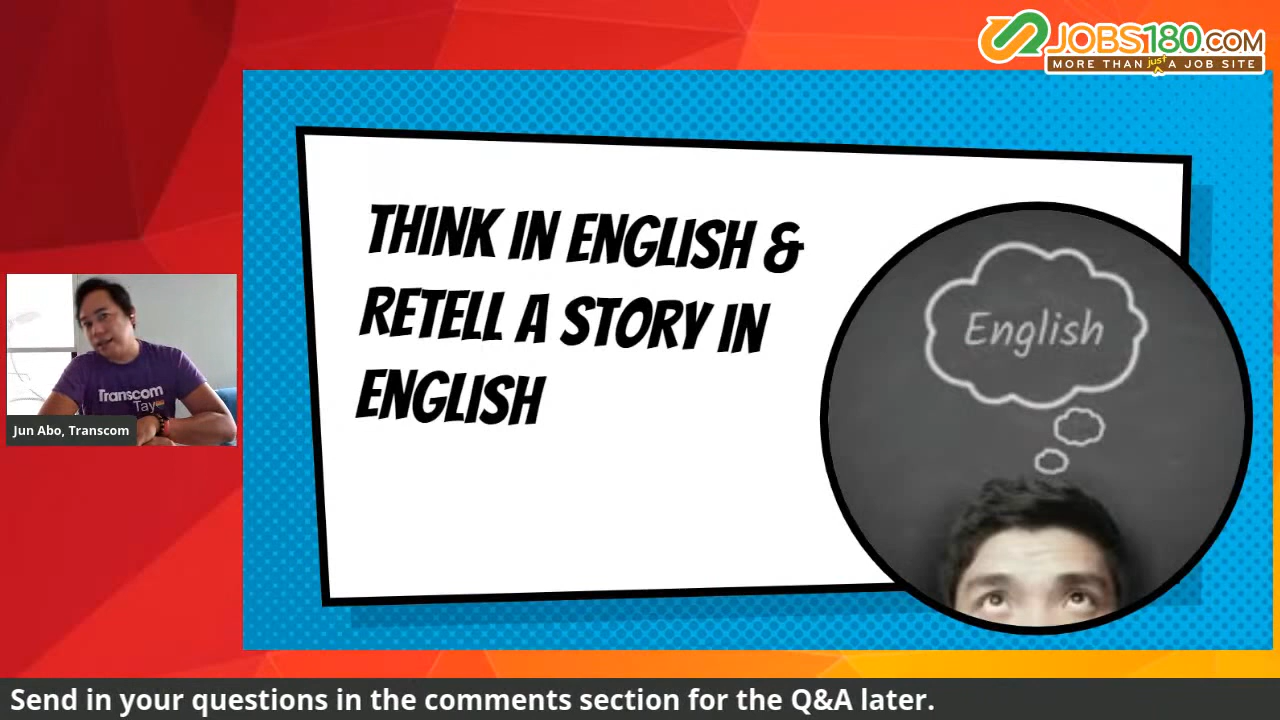 JOBS180.COM
MORE THAN just A JOB SITE
THINK IN ENGLISH &
RETELL A STORY IN
ENGLISH
English
Transcom
Jun Abo, Transcom
Send in your questions in the comments section for the Q&A later.